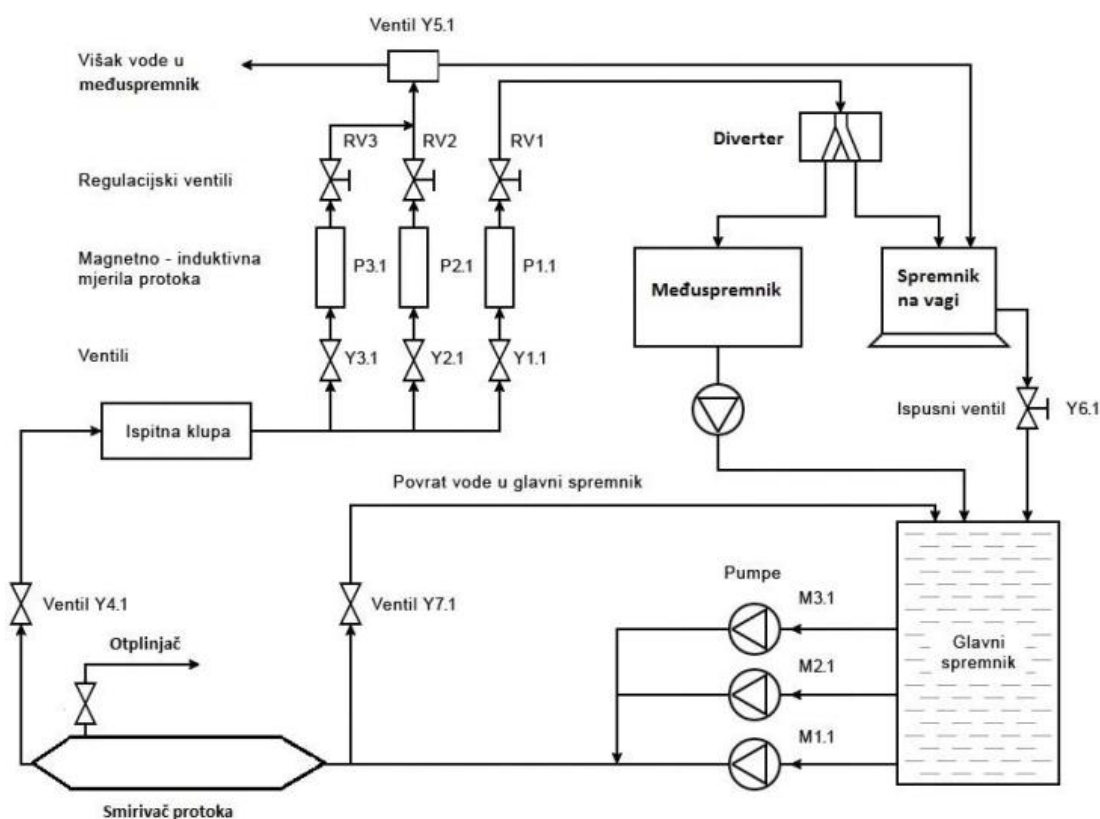 Ventil Y5.1
Višak vode u
međuspremnik
Diverter
RV3
RV2
RV1
Regulacijski ventili
Magnetno - induktivna
mjerila protoka
P3.1
P2.1
P1.1
Međuspremnik
Spremnik
na vagi
Ventili
Y3.1
Y2.1
Y1.1
Ispusni ventil
Y6.1
Ispitna klupa
Povrat vode u glavni spremnik
Pumpe
Ventil Y4.1
Ventil Y7.1
M3.1
Otplinjač
Glavni
spremnik
M2.1
M1.1
Smirivač protoka